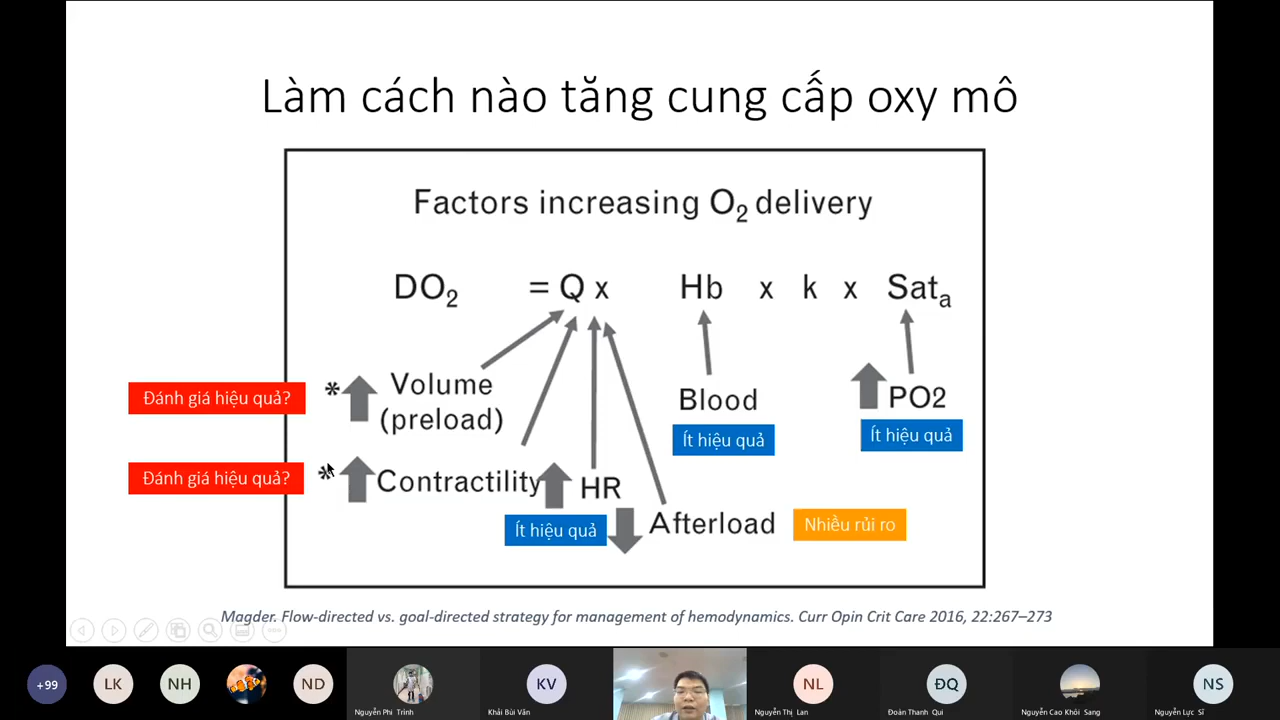 Làm cách nào tăng cung cấp oxy mô
Factors increasing O₂ delivery
DO₂ = Q x Hb x k x Satₐ
Đánh giá hiệu quả?
* Volume
(preload)
Blood
PO2
Ít hiệu quả
Ít hiệu quả
Đánh giá hiệu quả?
* Contractility
HR
Ít hiệu quả
Afterload
Nhiều rủi ro
Magder. Flow-directed vs. goal-directed strategy for management of hemodynamics. Curr Opin Crit Care 2016, 22:267–273
+99
LK
NH
ND
KV
NL
ĐQ
NS
Nguyễn Phi Trình
Khải Bùi Văn
Nguyễn Thị Lan
Đoàn Thanh Qui
Nguyễn Cao Khôi Sang
Nguyễn Lực Sĩ